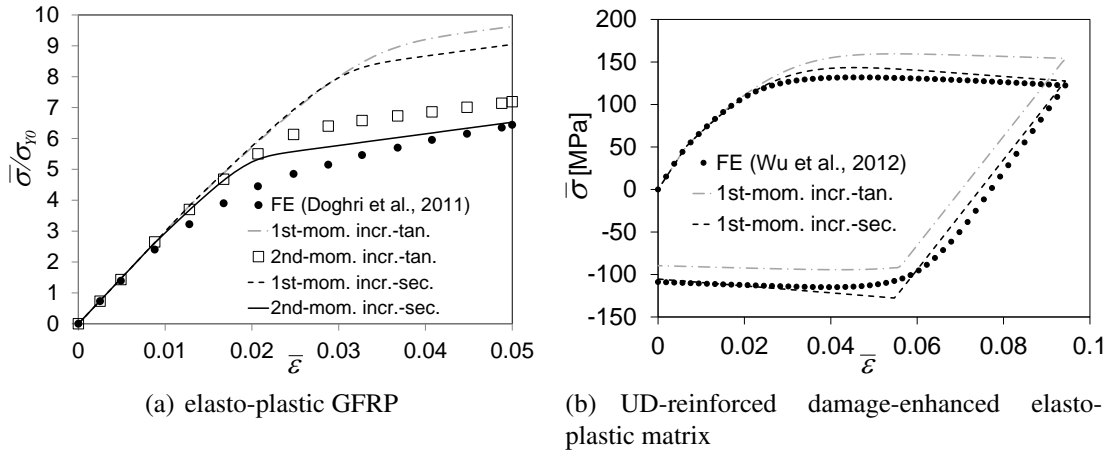 10
9
8
7
6
5
4
3
2
1
0
σ̅/σY0
FE (Doghri et al., 2011)
1st-mom. incr.-tan.
2nd-mom. incr.-tan.
1st-mom. incr.-sec.
2nd-mom. incr.-sec.
0 0.01 0.02 0.03 0.04 0.05
ε̅
(a) elasto-plastic GFRP
200
150
100
50
0
-50
-100
-150
σ̅ [MPa]
FE (Wu et al., 2012)
1st-mom. incr.-tan.
1st-mom. incr.-sec.
0 0.02 0.04 0.06 0.08 0.1
ε̅
(b) UD-reinforced damage-enhanced elasto-
plastic matrix